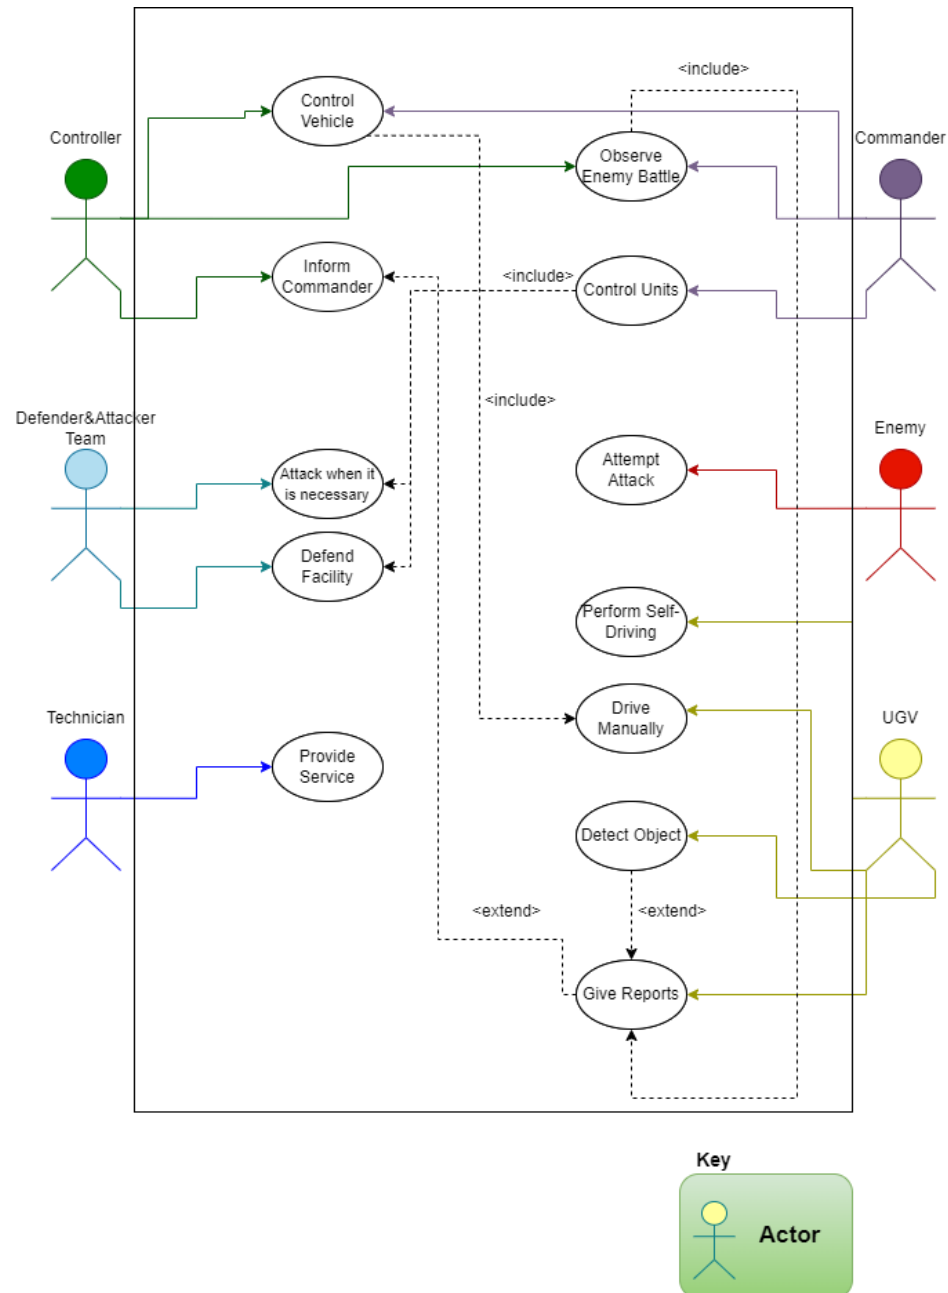 <include>
Control
Vehicle
Controller
Commander
Observe
Enemy Battle
Inform
Commander
<include>
Control Units
<include>
Defender&Attacker
Team
Enemy
Attack when it
is necessary
Attempt
Attack
Defend
Facility
Perform Self-
Driving
Technician
Drive
Manually
UGV
Provide
Service
Detect Object
<extend>
<extend>
Give Reports
Key
Actor